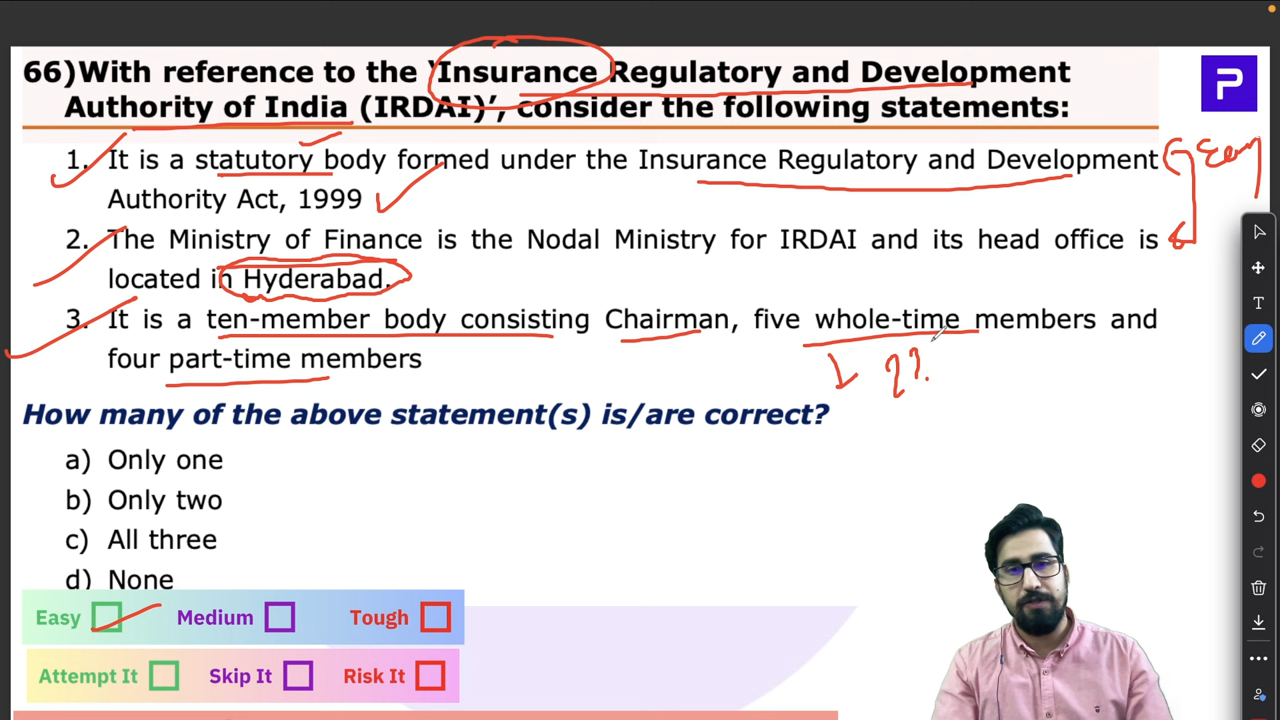 66)With reference to the 'Insurance Regulatory and Development
Authority of India (IRDAI)', consider the following statements:
1. It is a statutory body formed under the Insurance Regulatory and Development
Authority Act, 1999
Easy
2. The Ministry of Finance is the Nodal Ministry for IRDAI and its head office is
located in Hyderabad.
3. It is a ten-member body consisting Chairman, five whole-time members and
four part-time members
??
How many of the above statement(s) is/are correct?
a) Only one
b) Only two
c) All three
d) None
Easy Medium Tough
Attempt It Skip It Risk It